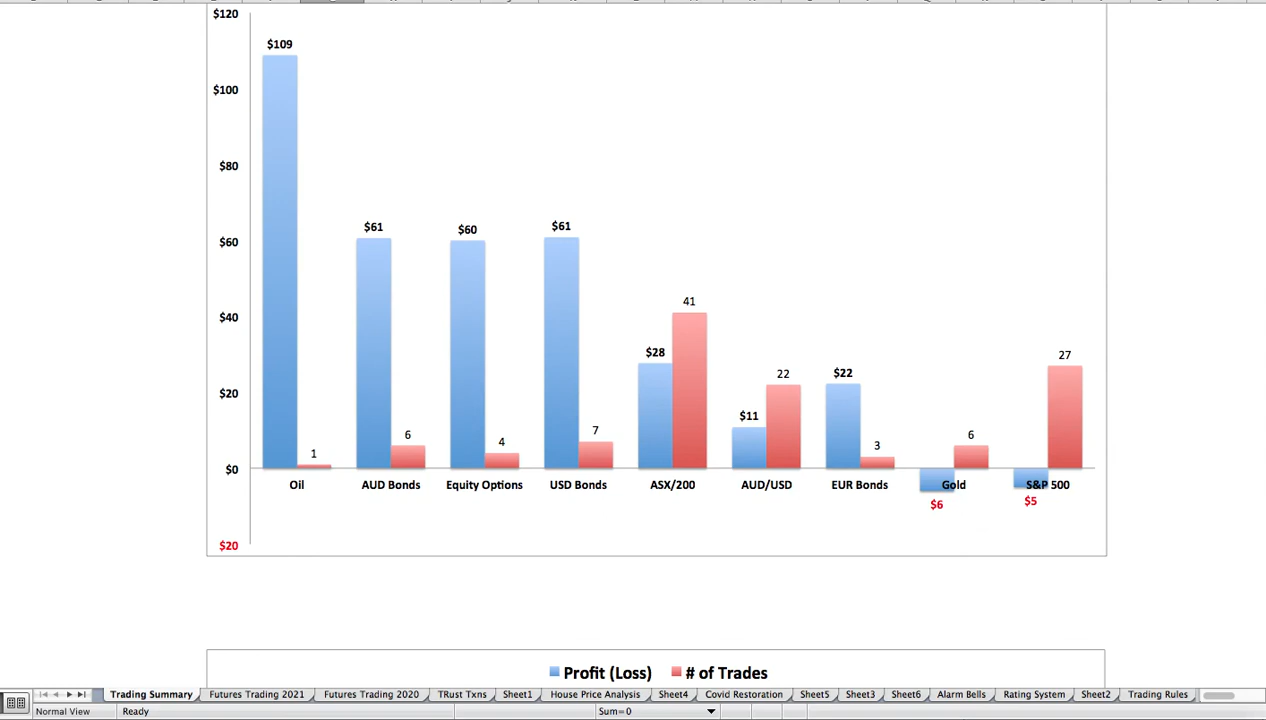 $120
$109
$100
$80
$61
$60
$61
$60
$40
41
$28
27
22
$22
$20
$11
6
7
6
4
3
1
$0
Oil
AUD Bonds
Equity Options
USD Bonds
ASX/200
AUD/USD
EUR Bonds
Gold
S&P 500
$6
$5
$20
Profit (Loss)
# of Trades
Trading Summary
Futures Trading 2021
Futures Trading 2020
TRust Txns
Sheet1
House Price Analysis
Sheet4
Covid Restoration
Sheet5
Sheet3
Sheet6
Alarm Bells
Rating System
Sheet2
Trading Rules
Normal View
Ready
Sum=0